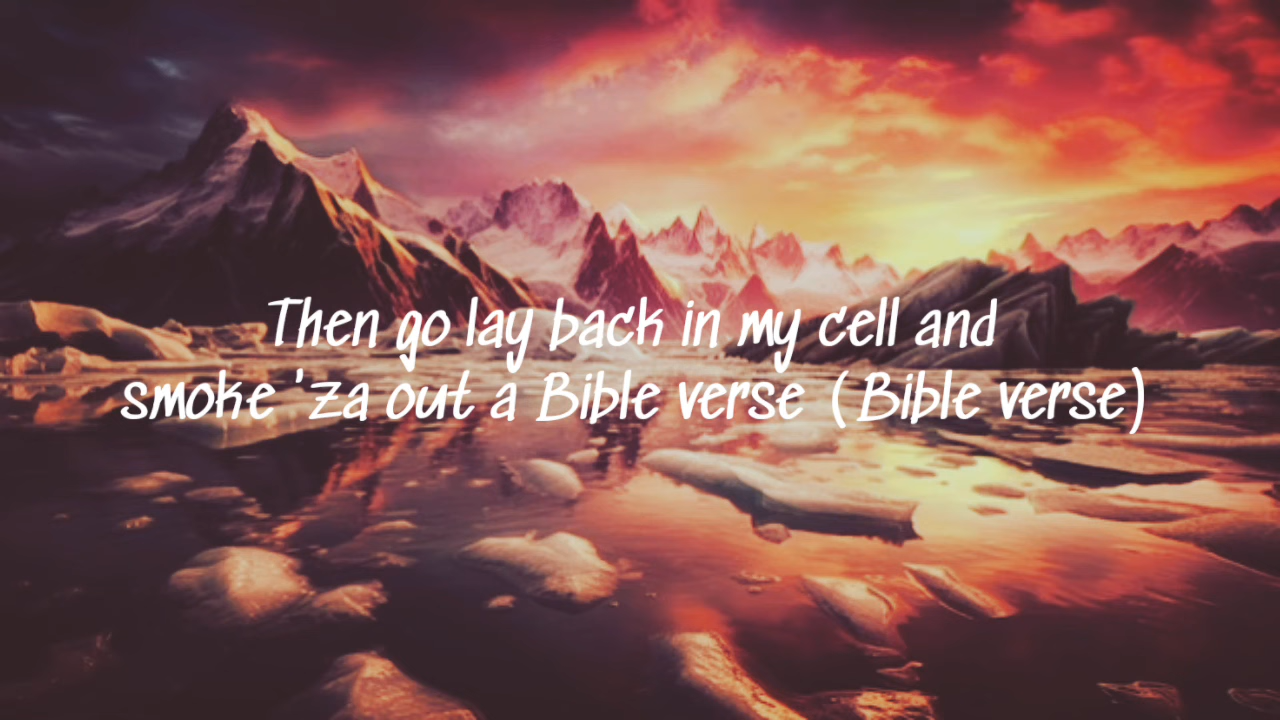 Then go lay back in my cell and
smoke 'za out a Bible verse (Bible verse)